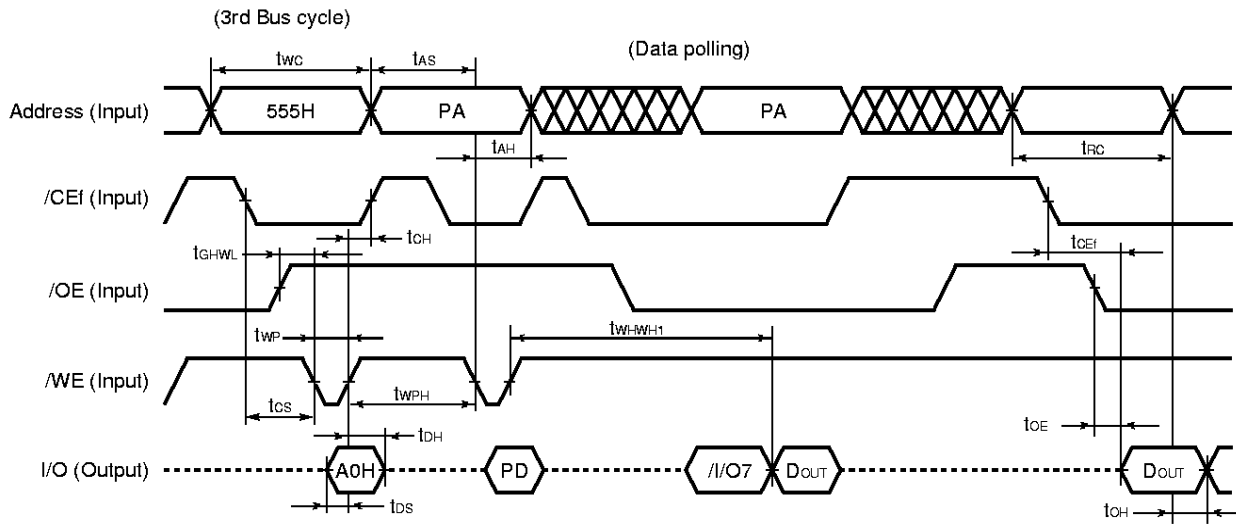 (3rd Bus cycle)
(Data polling)
tWC
tAS
Address (Input)
555H
PA
PA
tAH
tRC
/CEf (Input)
tCH
tGHWL
tCEf
/OE (Input)
tWP
tWHWH1
/WE (Input)
tCS
tWPH
tDH
tOE
I/O (Output)
A0H
PD
/I/O7
DOUT
DOUT
tDS
tOH